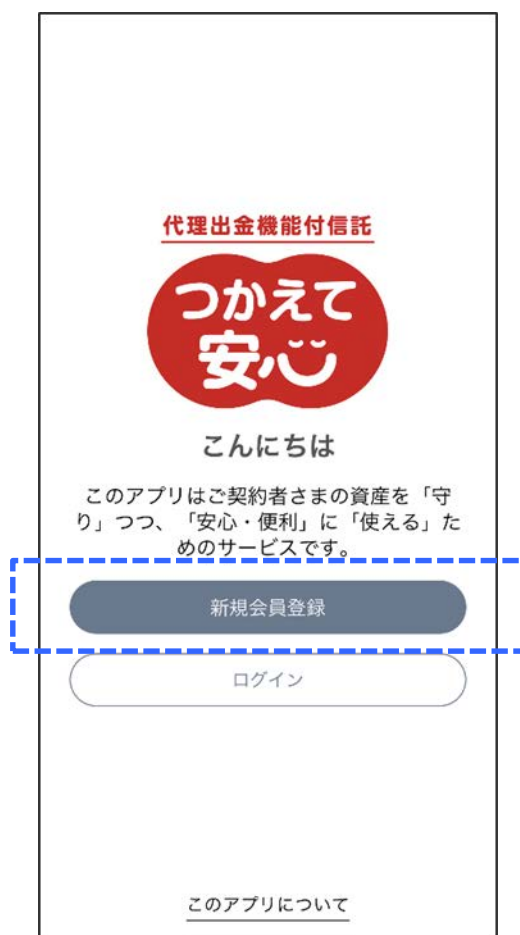 代理出金機能付信託
つかえて
安心
こんにちは
このアプリはご契約者さまの資産を「守
り」つつ、「安心・便利」に「使える」た
めのサービスです。
新規会員登録
ログイン
このアプリについて